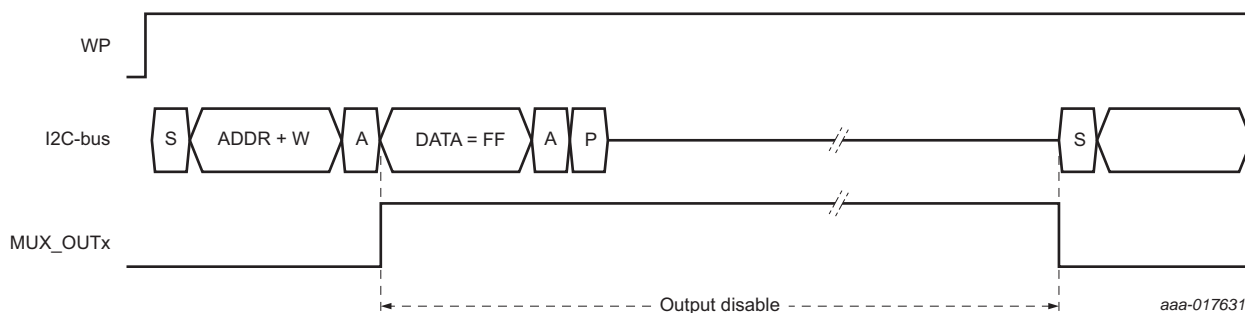 WP
I2C-bus S ADDR + W A DATA = FF A P S
MUX_OUTx
Output disable
aaa-017631